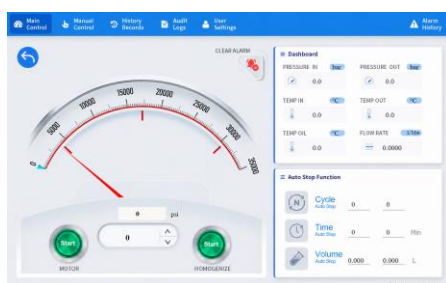 Main Control
Manual Control
History Records
Audit Logs
User Settings
Alarm History
CLEAR ALARM
0
5000
10000
15000
20000
25000
30000
35000
0
psi
0
Start
Start
MOTOR
HOMOGENIZE
Dashboard
PRESSURE IN bar
PRESSURE OUT bar
0.0
0.0
TEMP IN °C
TEMP OUT °C
0.0
0.0
TEMP OIL °C
FLOW RATE
0.0
0.0000
Auto Stop Function
N
Cycle
Auto Stop
0
0
Time
Auto Stop
0
0
Min
Volume
Auto Stop
0.000
0.000
L